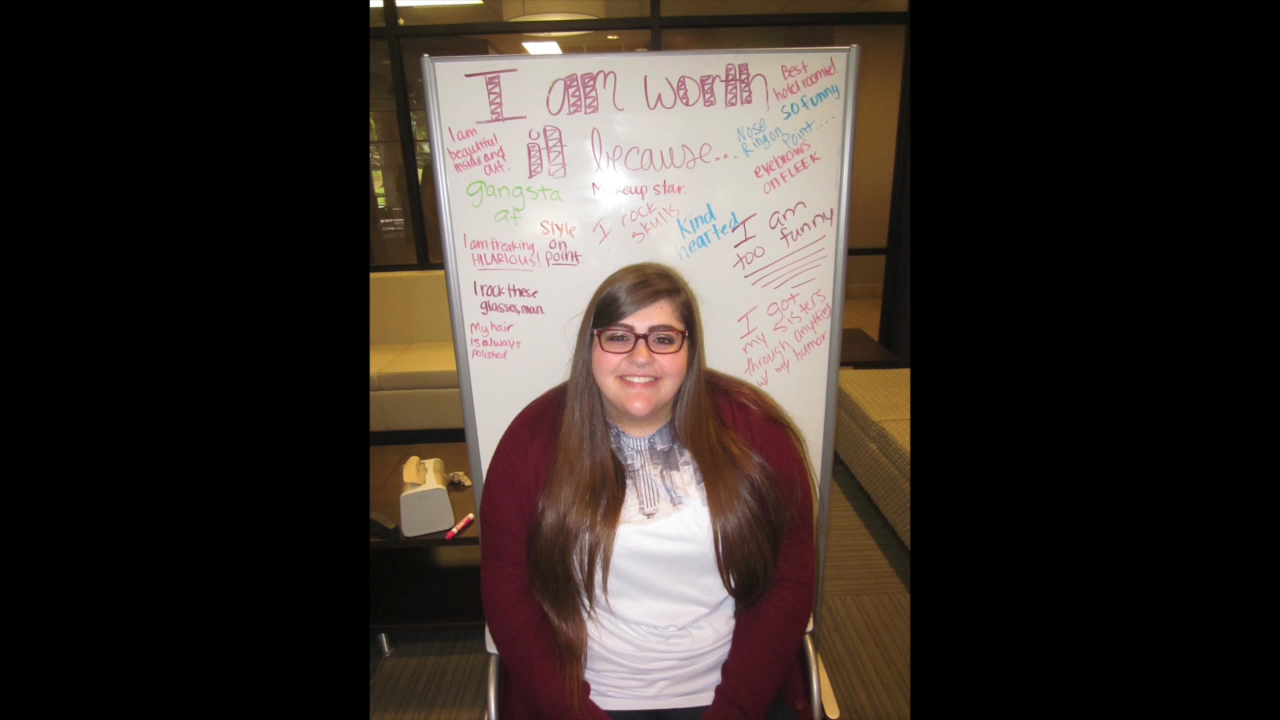 I am worth
it because...
I am
beautiful
inside and
out.
gangsta
af
Style
on
point
I am freaking
HILARIOUS!
I rock these
glasses, man.
My hair
is always
polished
Makeup star.
I rock
skulls
Kind
hearted
Best
hotel roomie!
so funny
Nose
Ring on
Point....
eyebrows
on FLEEK
I am
too funny
I got
my sisters
through anything
w/ my humor